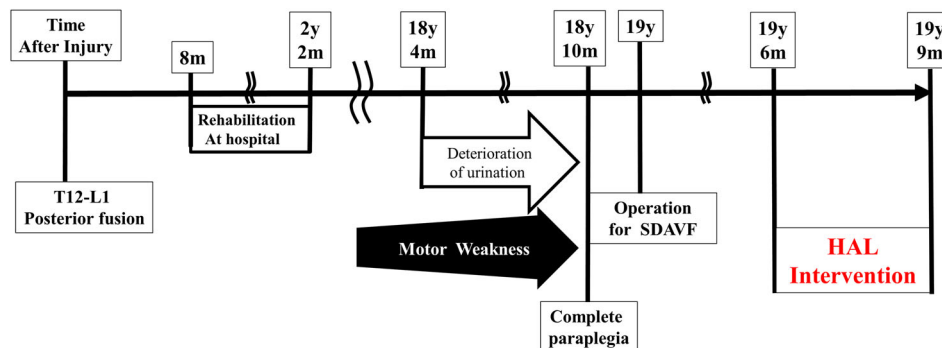 Time
After Injury
8m
2y
2m
18y
4m
18y
10m
19y
19y
6m
19y
9m
Rehabilitation
At hospital
Deterioration
of urination
T12-L1
Posterior fusion
Operation
for SDAVF
Motor Weakness
HAL
Intervention
Complete
paraplegia